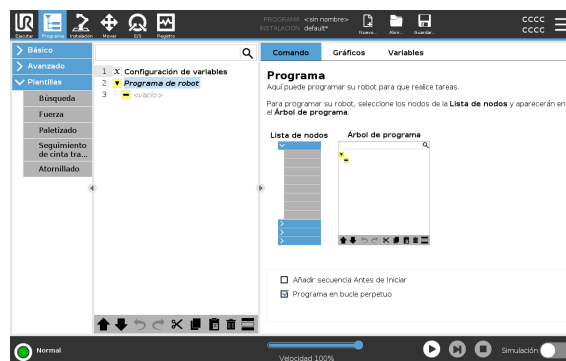 PROGRAMA <sin nombre>
INSTALACIÓN default*
Ejecutar Programa Instalación Mover E/S Registro Nuevo... Abrir... Guardar...
CCCC
CCCC
Básico
Avanzado
Plantillas
Búsqueda
Fuerza
Paletizado
Seguimiento
de cinta tra...
Atornillado
1 X Configuración de variables
2 Programa de robot
3 <vacío>
Comando Gráficos Variables
Programa
Aquí puede programar su robot para que realice tareas.
Para programar su robot, seleccione los nodos de la Lista de nodos y aparecerán en
el Árbol de programa.
Lista de nodos Árbol de programa
Añadir secuencia Antes de Iniciar
Programa en bucle perpetuo
Normal
Velocidad 100%
Simulación